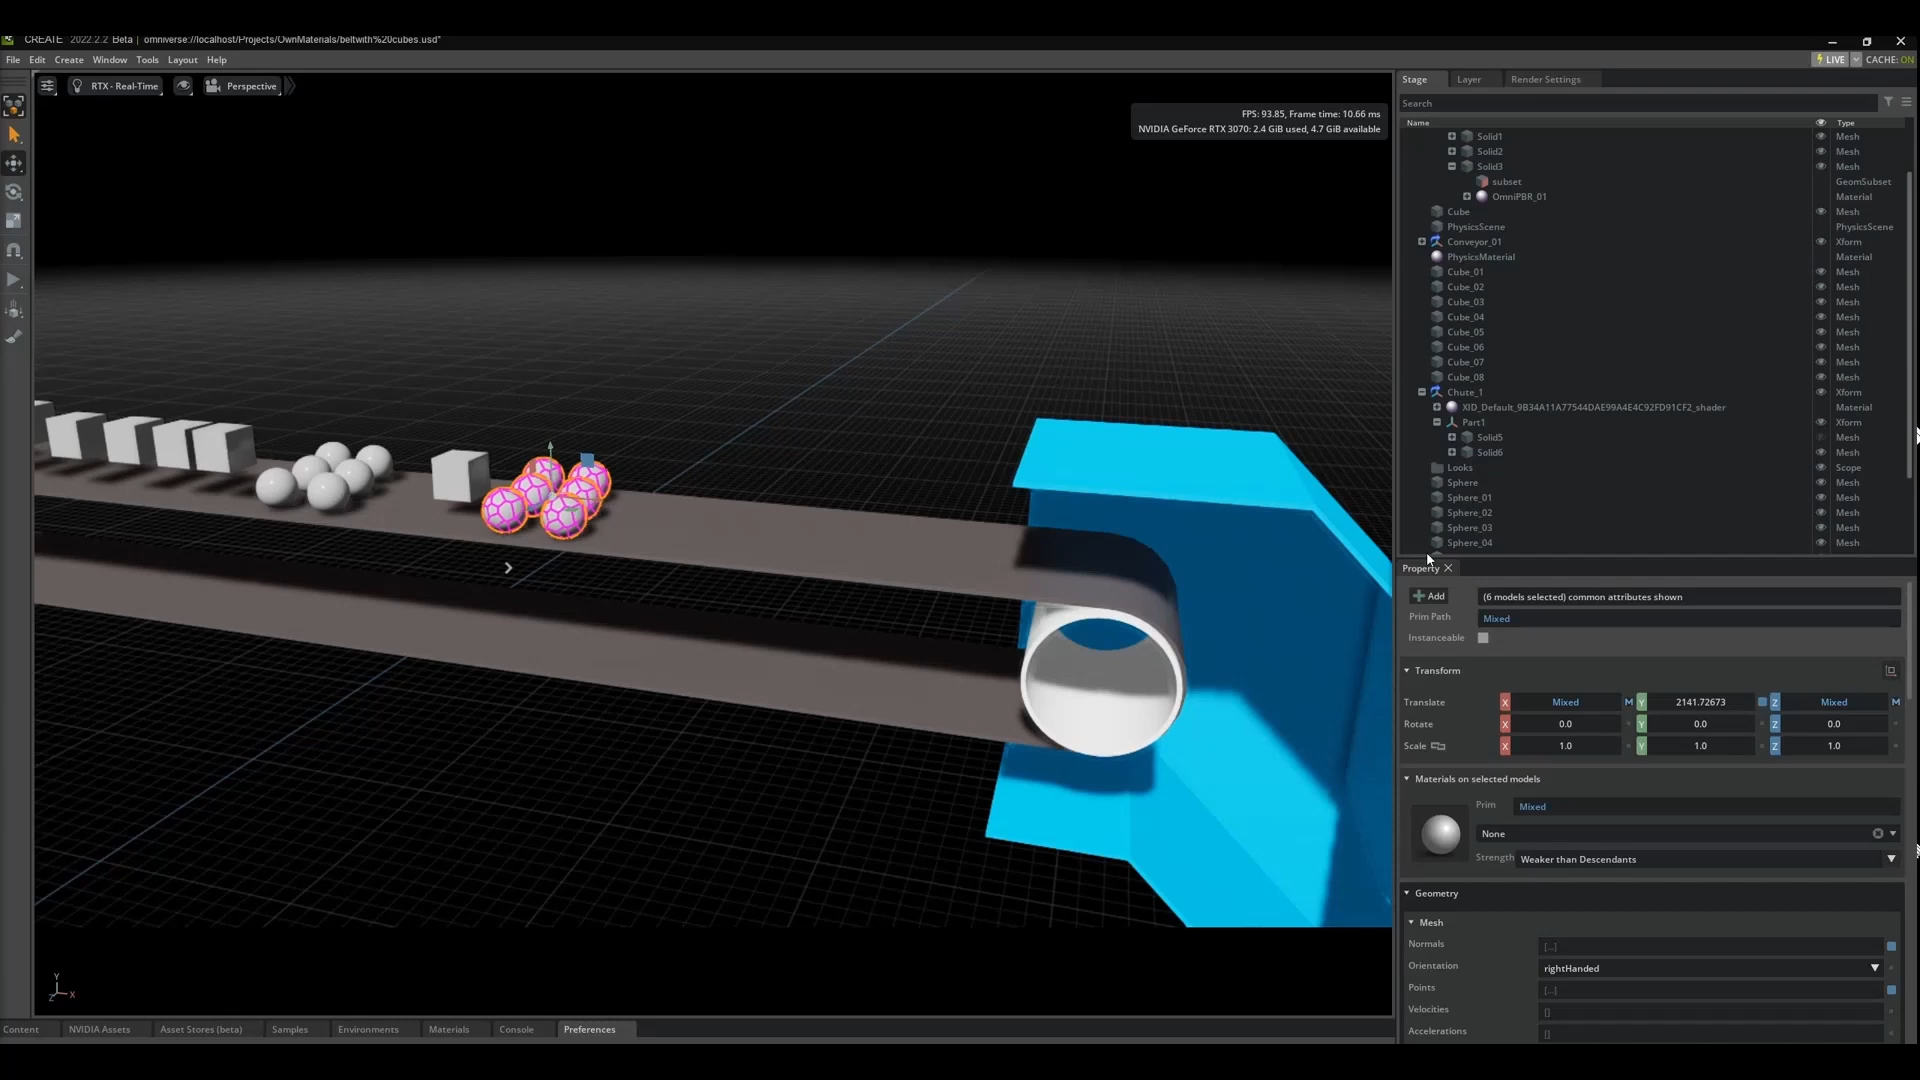 CREATE 2022.2.2 Beta | omniverse://localhost/Projects/OwnMaterials/beltwith%20cubes.usd*
File Edit Create Window Tools Layout Help
LIVE CACHE: ON
RTX - Real-Time Perspective
FPS: 93.85, Frame time: 10.66 ms
NVIDIA GeForce RTX 3070: 2.4 GiB used, 4.7 GiB available
Stage Layer Render Settings
Search
Name Type
Solid1 Mesh
Solid2 Mesh
Solid3 Mesh
subset GeomSubset
OmniPBR_01 Material
Cube Mesh
PhysicsScene PhysicsScene
Conveyor_01 Xform
PhysicsMaterial Material
Cube_01 Mesh
Cube_02 Mesh
Cube_03 Mesh
Cube_04 Mesh
Cube_05 Mesh
Cube_06 Mesh
Cube_07 Mesh
Cube_08 Mesh
Chute_1 Xform
XID_Default_9B34A11A77544DAE99A4E4C92FD91CF2_shader Material
Part1 Xform
Solid5 Mesh
Solid6 Mesh
Looks Scope
Sphere Mesh
Sphere_01 Mesh
Sphere_02 Mesh
Sphere_03 Mesh
Sphere_04 Mesh
Property
Add (6 models selected) common attributes shown
Prim Path Mixed
Instanceable
Transform
Translate X Mixed M Y 2141.72673 Z Mixed M
Rotate X 0.0 Y 0.0 Z 0.0
Scale X 1.0 Y 1.0 Z 1.0
Materials on selected models
Prim Mixed
None
Strength Weaker than Descendants
Geometry
Mesh
Normals [...]
Orientation rightHanded
Points [...]
Velocities []
Accelerations []
Y
Z X
Content NVIDIA Assets Asset Stores (beta) Samples Environments Materials Console Preferences